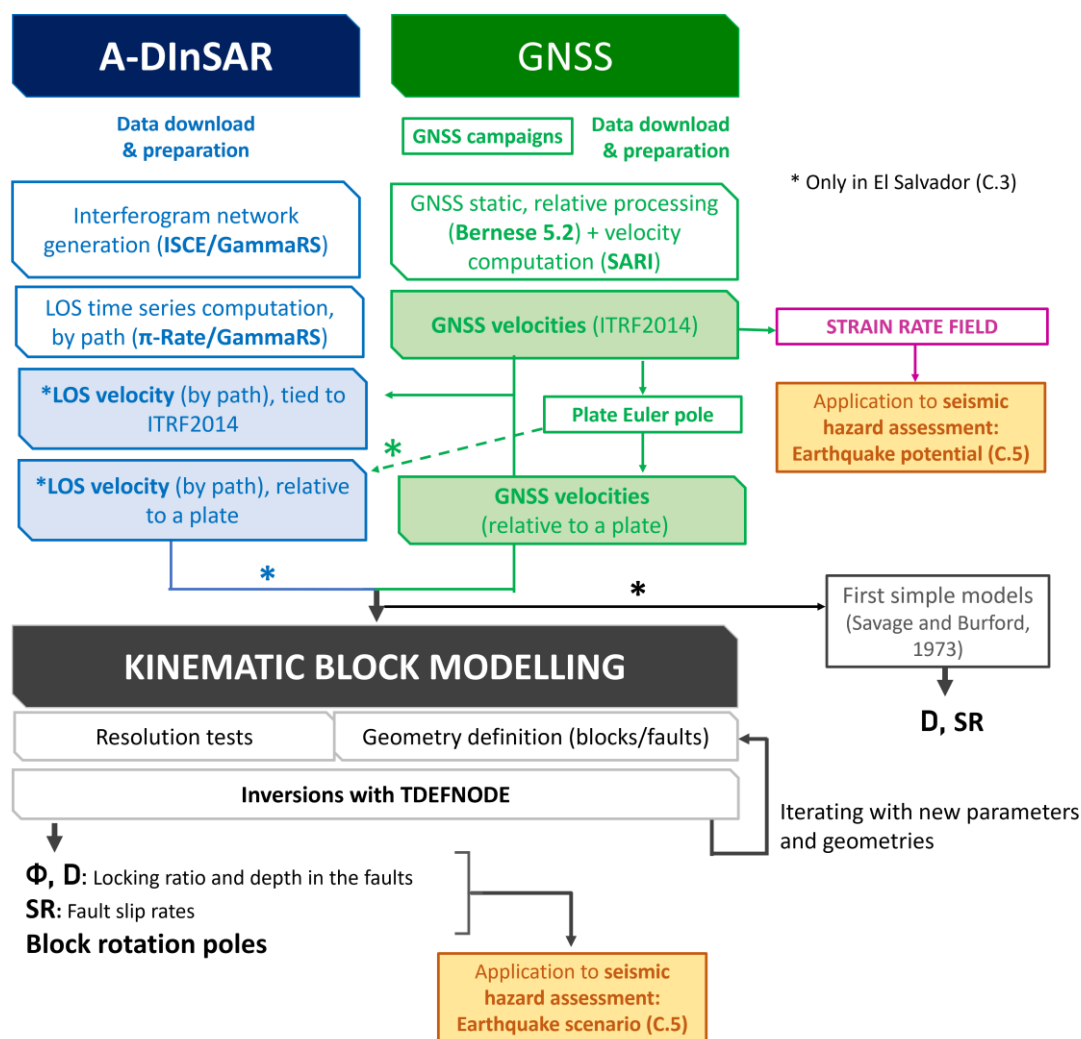 A-DInSAR
GNSS
Data download
& preparation
GNSS campaigns
Data download
& preparation
* Only in El Salvador (C.3)
Interferogram network
generation (ISCE/GammaRS)
GNSS static, relative processing
(Bernese 5.2) + velocity
computation (SARI)
LOS time series computation,
by path (π-Rate/GammaRS)
GNSS velocities (ITRF2014)
STRAIN RATE FIELD
*LOS velocity (by path), tied to
ITRF2014
Plate Euler pole
Application to seismic
hazard assessment:
Earthquake potential (C.5)
*
*LOS velocity (by path), relative
to a plate
GNSS velocities
(relative to a plate)
*
*
First simple models
(Savage and Burford,
1973)
D, SR
KINEMATIC BLOCK MODELLING
Resolution tests
Geometry definition (blocks/faults)
Inversions with TDEFNODE
Iterating with new parameters
and geometries
Φ, D: Locking ratio and depth in the faults
SR: Fault slip rates
Block rotation poles
Application to seismic
hazard assessment:
Earthquake scenario (C.5)